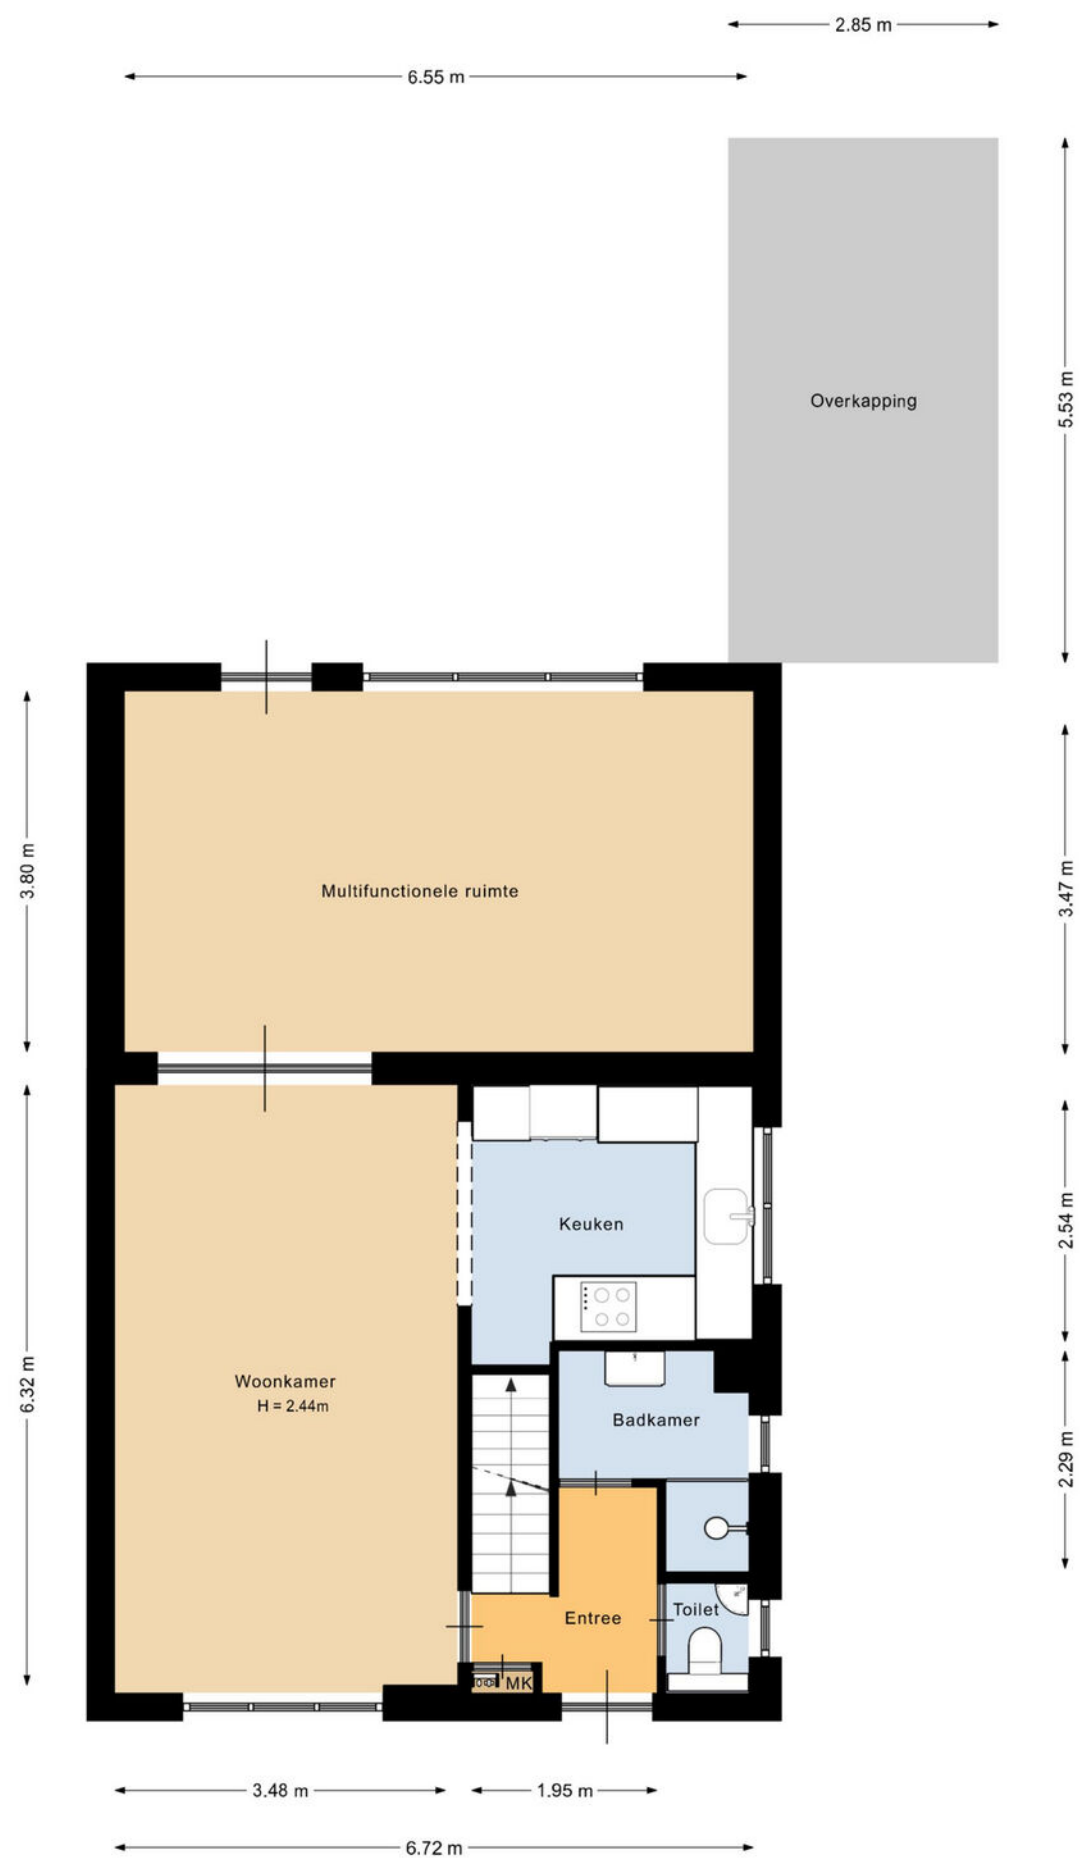 2.85 m
6.55 m
Overkapping
5.53 m
Multifunctionele ruimte
3.80 m
3.47 m
Keuken
2.54 m
Woonkamer
H = 2.44m
6.32 m
Badkamer
2.29 m
Entree
Toilet
MK
3.48 m
1.95 m
6.72 m